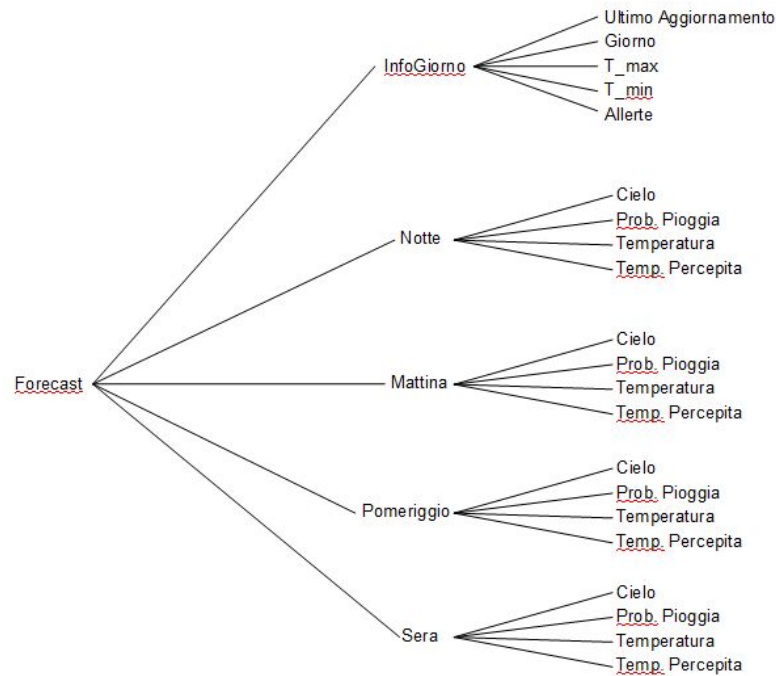 Ultimo Aggiornamento
Giorno
InfoGiorno
T_max
T_min
Allerte
Cielo
Prob. Pioggia
Notte
Temperatura
Temp. Percepita
Cielo
Prob. Pioggia
Forecast
Mattina
Temperatura
Temp. Percepita
Cielo
Prob. Pioggia
Pomeriggio
Temperatura
Temp. Percepita
Cielo
Prob. Pioggia
Sera
Temperatura
Temp. Percepita